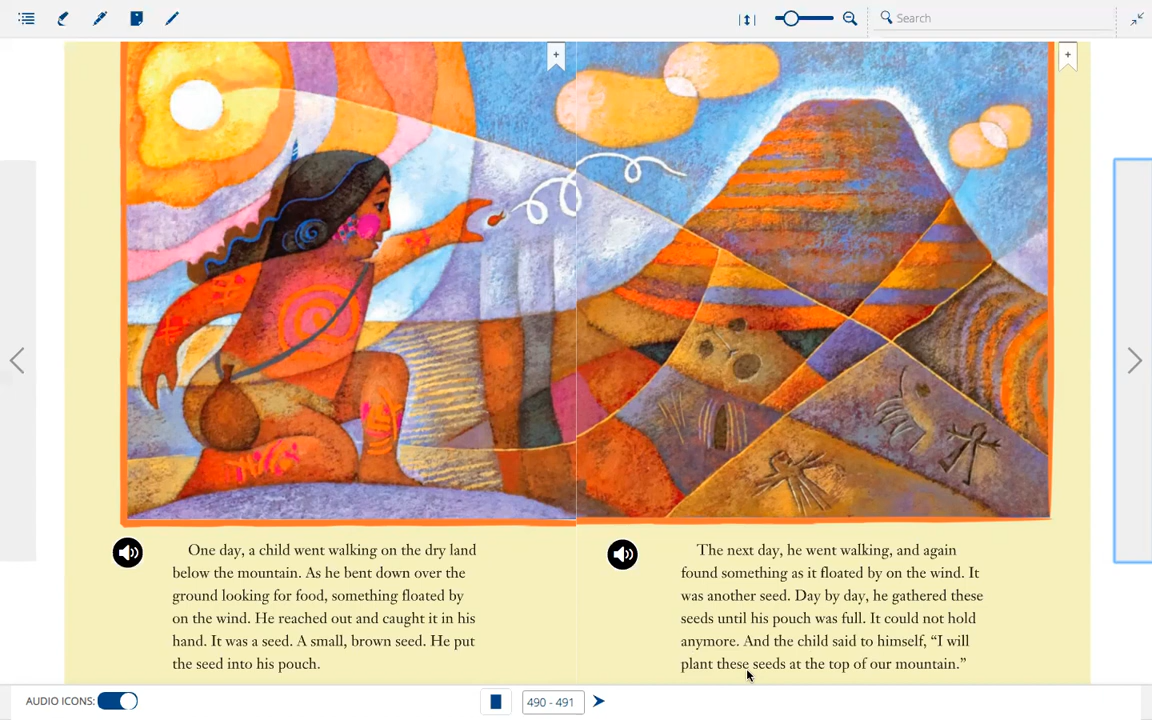 Search
+
+
One day, a child went walking on the dry land
below the mountain. As he bent down over the
ground looking for food, something floated by
on the wind. He reached out and caught it in his
hand. It was a seed. A small, brown seed. He put
the seed into his pouch.
The next day, he went walking, and again
found something as it floated by on the wind. It
was another seed. Day by day, he gathered these
seeds until his pouch was full. It could not hold
anymore. And the child said to himself, “I will
plant these seeds at the top of our mountain.”
AUDIO ICONS:
490 - 491